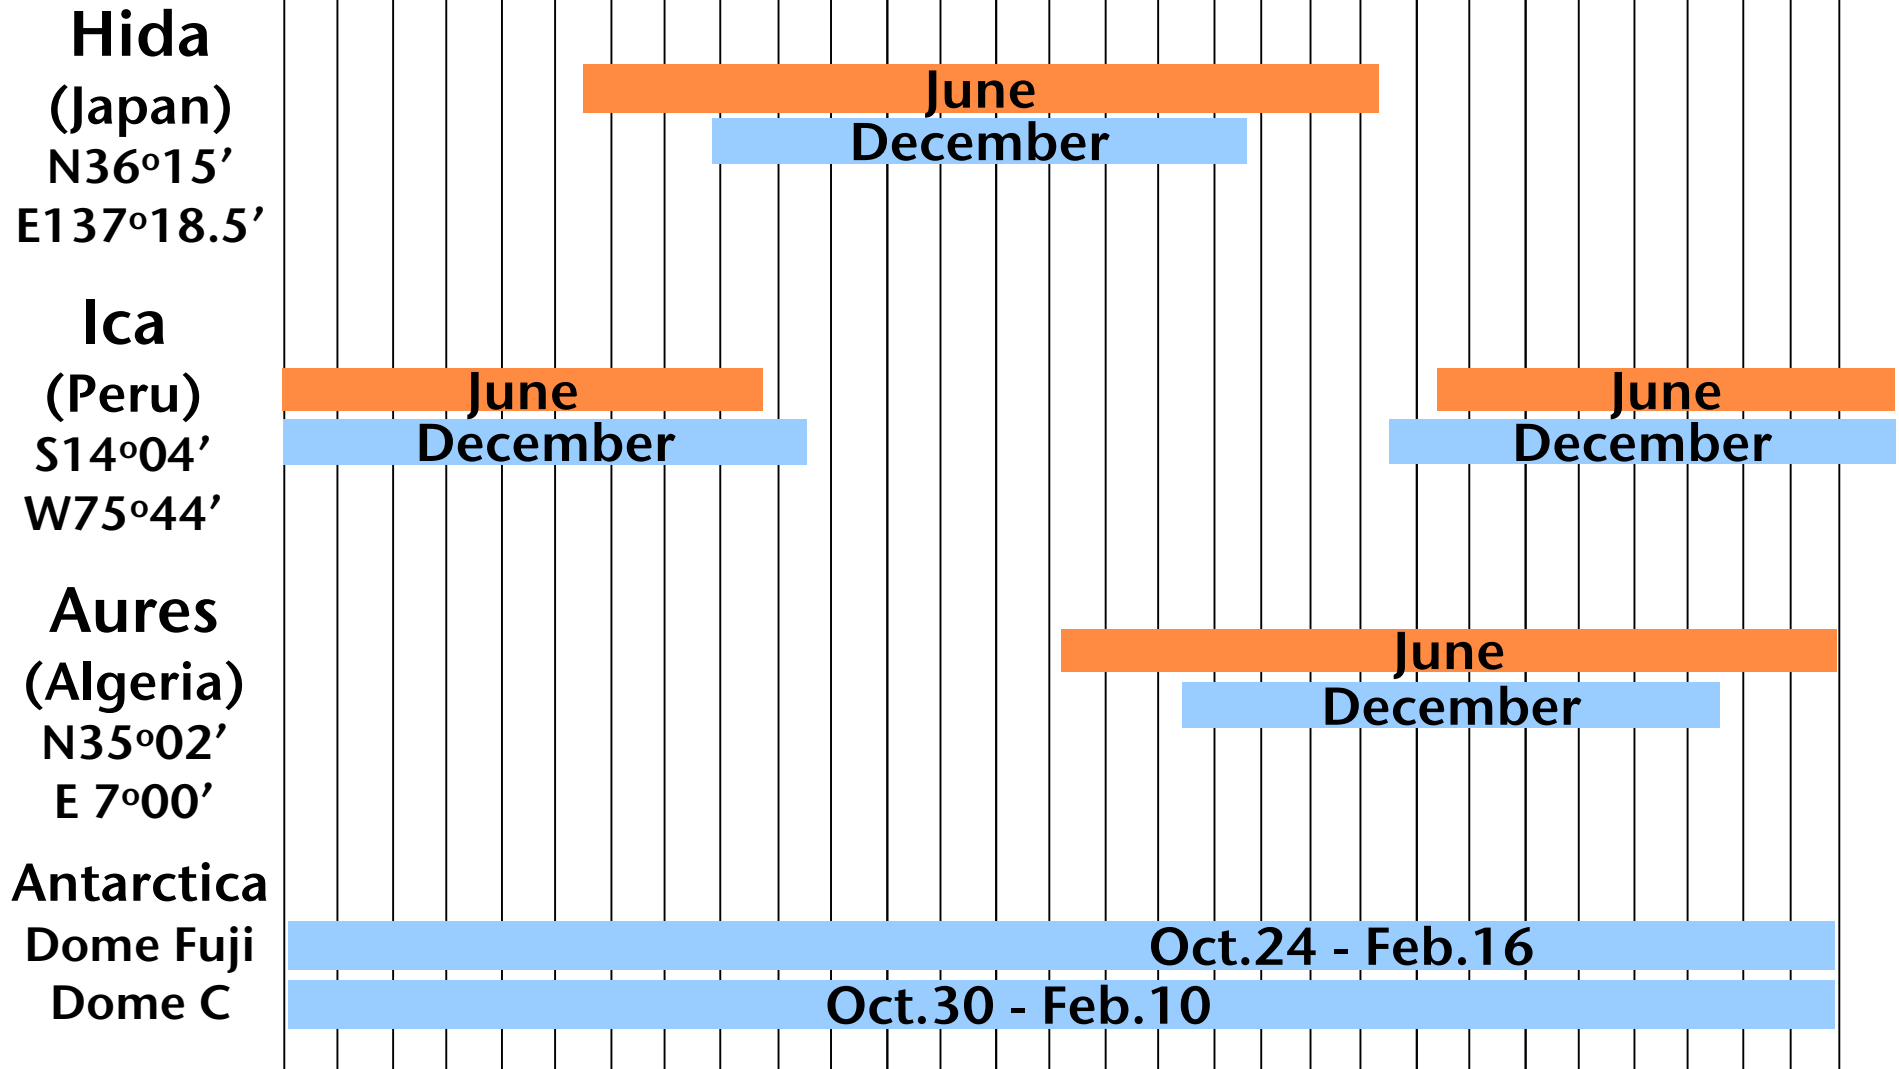 Hida
(Japan)
N36º15’
E137º18.5’
June
December
Ica
(Peru)
S14º04’
W75º44’
June
June
December
December
Aures
(Algeria)
N35º02’
E 7º00’
June
December
Antarctica
Dome Fuji
Oct.24 - Feb.16
Dome C
Oct.30 - Feb.10